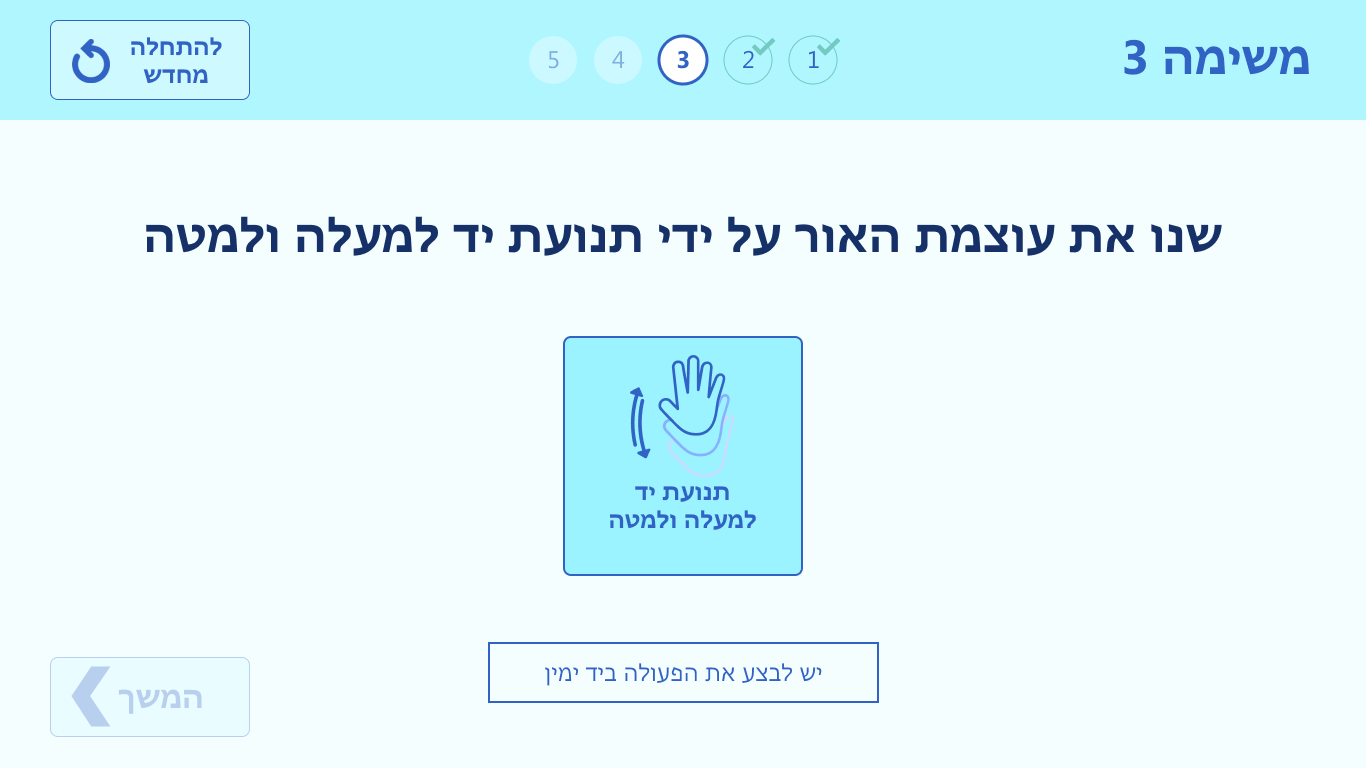 משימה 3
1 2 3 4 5
להתחלה
מחדש
שנו את עוצמת האור על ידי תנועת יד למעלה ולמטה
תנועת יד
למעלה ולמטה
יש לבצע את הפעולה ביד ימין
המשך